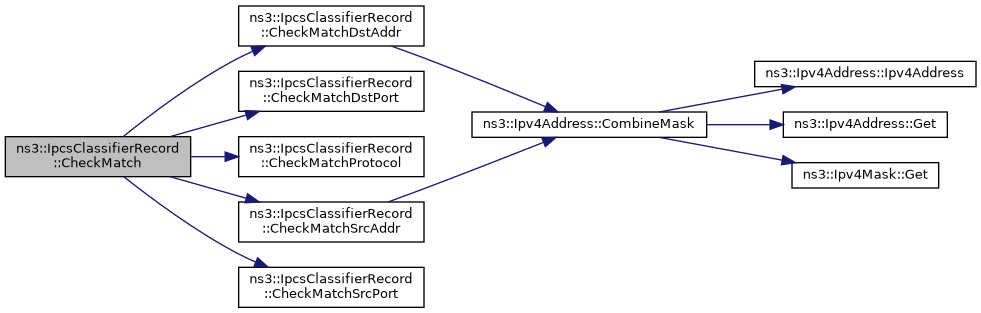 ns3::IpcsClassifierRecord
::CheckMatch
ns3::IpcsClassifierRecord
::CheckMatchDstAddr
ns3::IpcsClassifierRecord
::CheckMatchDstPort
ns3::IpcsClassifierRecord
::CheckMatchProtocol
ns3::IpcsClassifierRecord
::CheckMatchSrcAddr
ns3::IpcsClassifierRecord
::CheckMatchSrcPort
ns3::Ipv4Address::CombineMask
ns3::Ipv4Address::Ipv4Address
ns3::Ipv4Address::Get
ns3::Ipv4Mask::Get